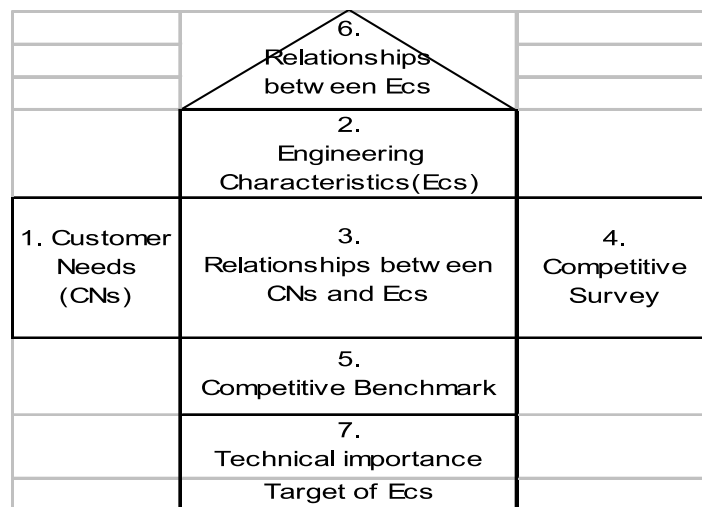 6.
Relationships
betw een Ecs
2.
Engineering
Characteristics(Ecs)
1. Customer
Needs
(CNs)
3.
Relationships betw een
CNs and Ecs
4.
Competitive
Survey
5.
Competitive Benchmark
7.
Technical importance
Target of Ecs